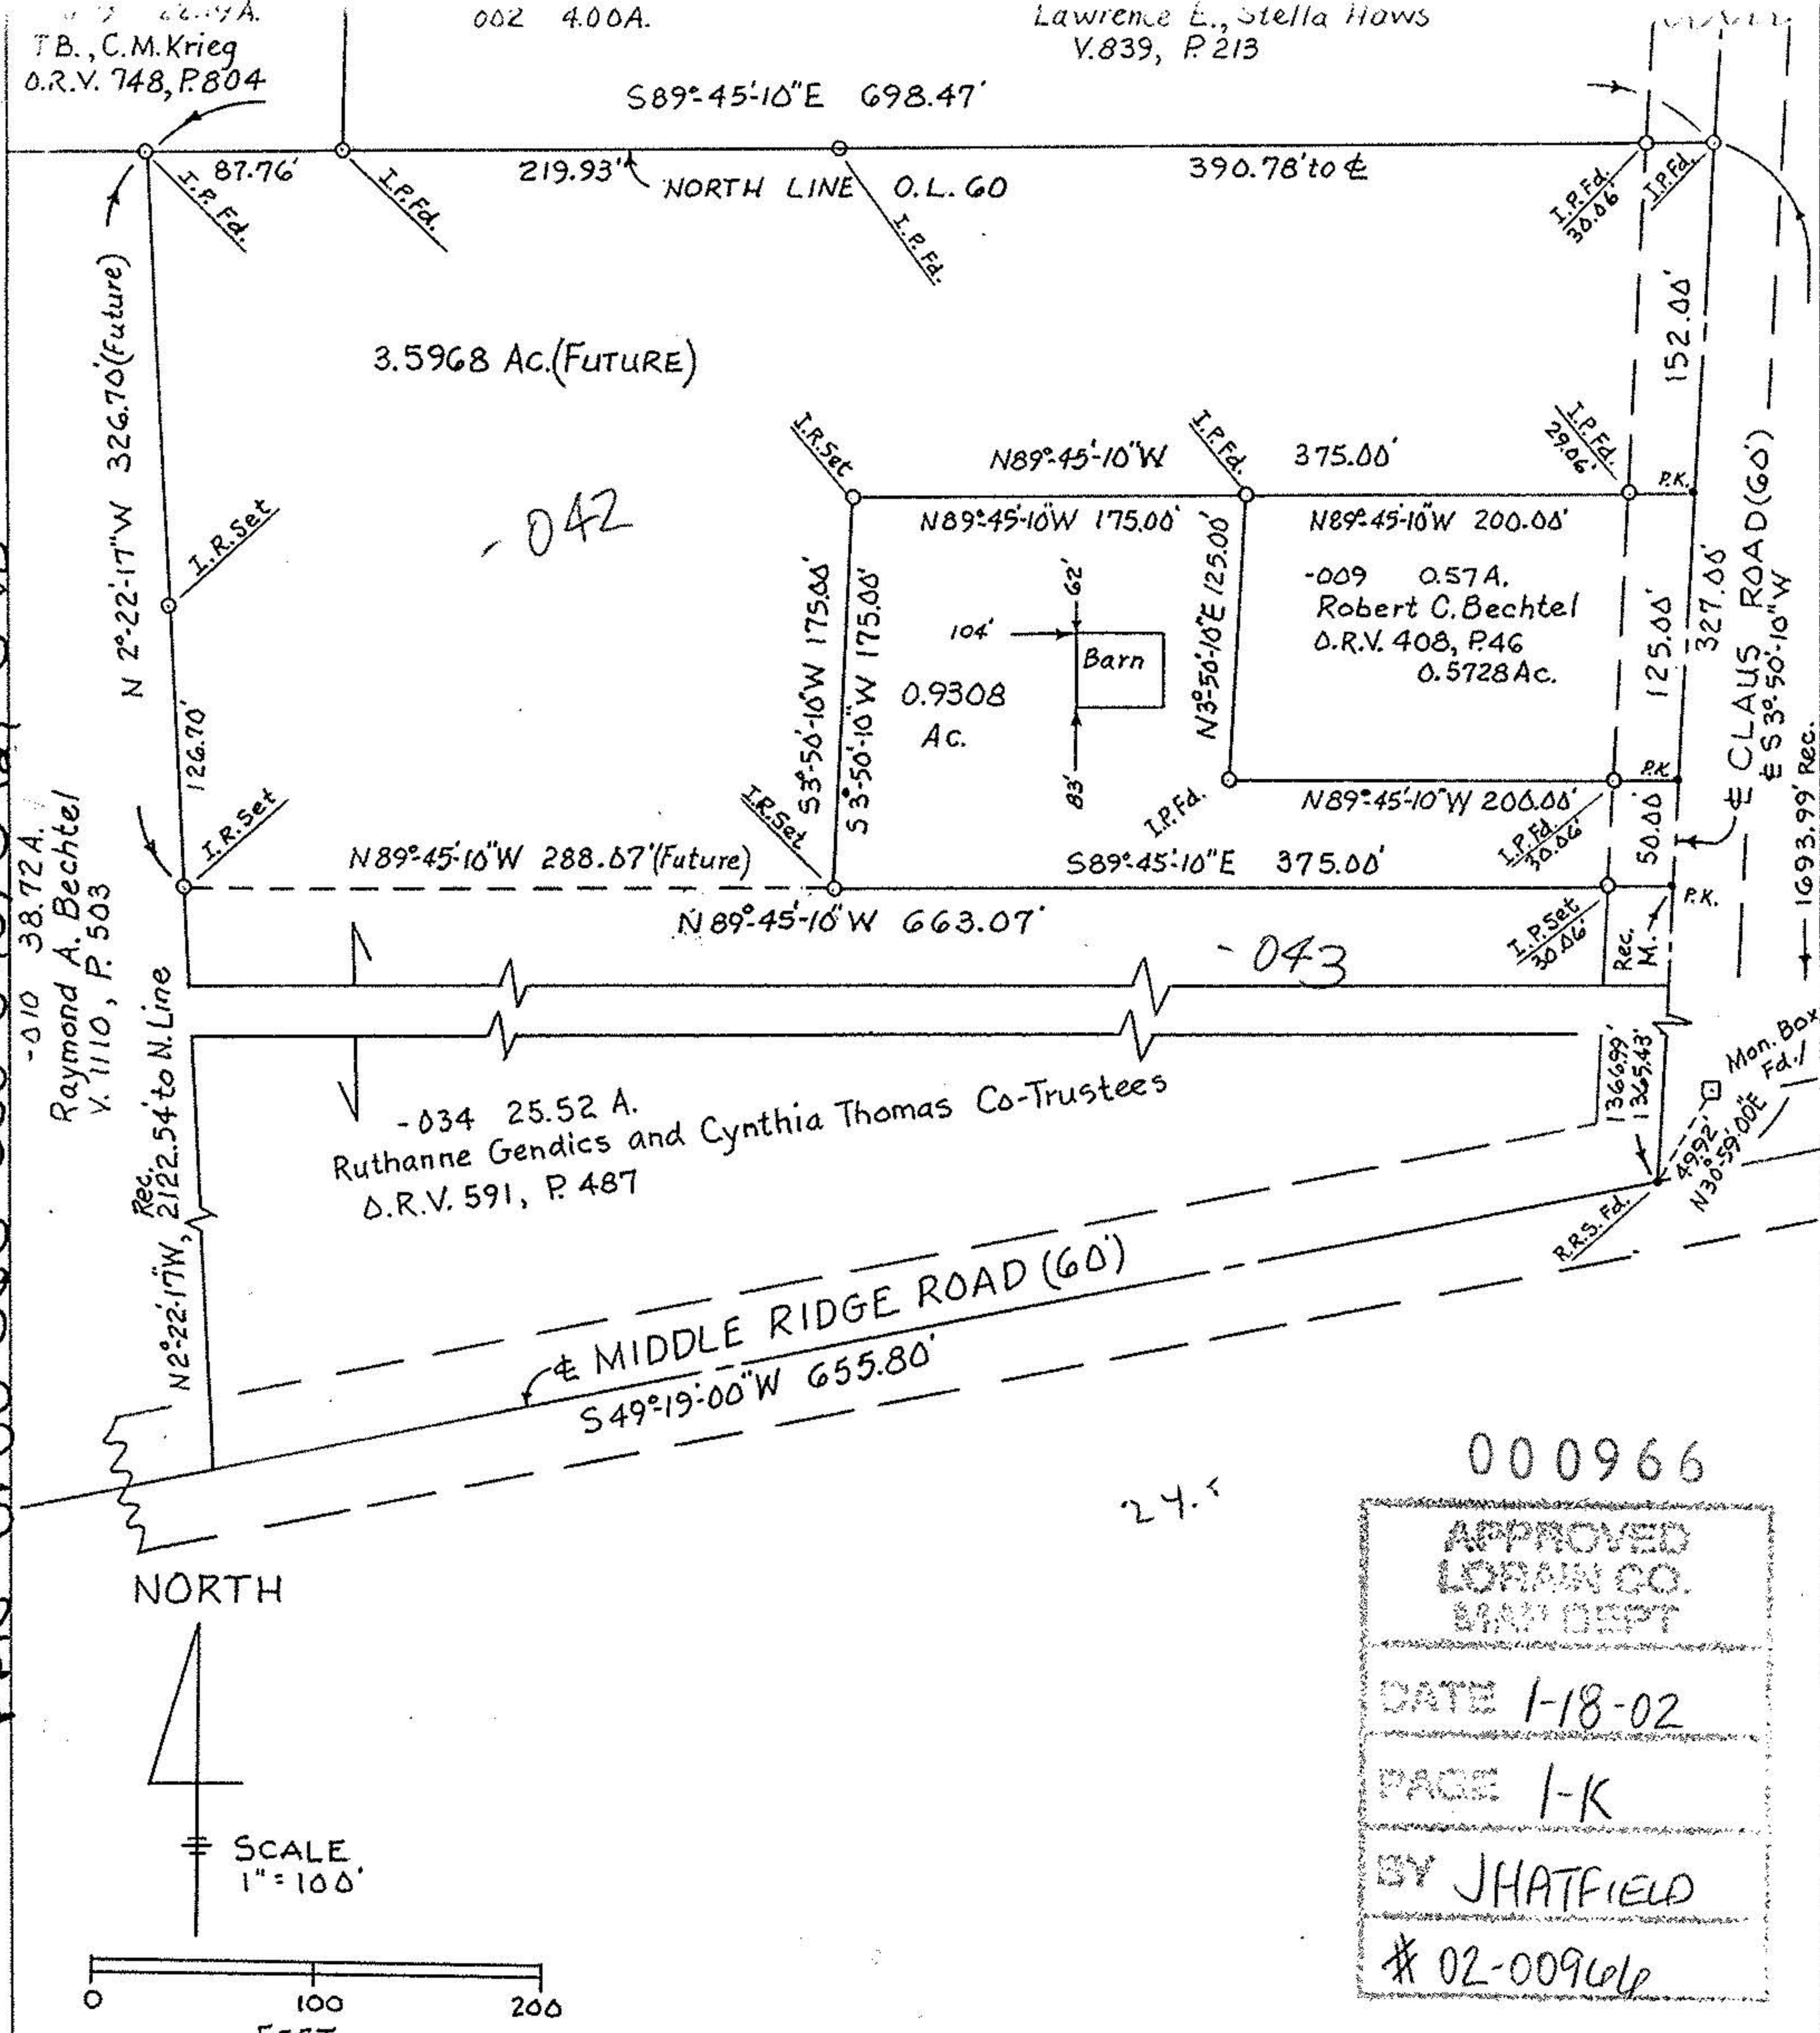 002 4.00A.
Lawrence E., Stella Haws
V.839, P.213
T.B., C.M.Krieg
O.R.V. 748, P.804
S89°-45'-10"E 698.47'
87.76'
219.93'
NORTH LINE O.L. 60
390.78' to ℄
I.P. Fd.
I.P.Fd.
I.P. Fd.
I.P. Fd.
30.06'
I.P.Fd.
N 2°-22'-17"W 326.70'(Future)
3.5968 AC.(FUTURE)
152.00'
I.R.Set
N89°-45'-10"W
I.P.Fd.
375.00'
I.P.Fd.
29.06'
P.K.
-042
I.R.Set
N89°-45'-10"W 175.00'
N89°-45'-10"W 200.00'
S3°-50'-10"W 175.00'
S3°-50'-10"W 175.00'
62'
104'
Barn
83'
0.9308
Ac.
N3°-50'-10"E 125.00'
-009 0.57A.
Robert C.Bechtel
O.R.V. 408, P.46
0.5728Ac.
125.00'
327.00'
℄ CLAUS ROAD(60')
℄ S3°-50'-10"W
1693.99' Rec.
126.70'
I.R.Set
I.R.Set
I.P.Fd.
N89°-45'-10"W 200.00'
P.K.
I.P.Fd.
30.06'
50.00'
N89°-45'-10"W 288.07'(Future)
S89°-45'-10"E 375.00'
P.K.
N89°-45'-10"W 663.07'
-043
I.P.Set
30.06'
Rec.
M.
-010 38.72A.
Raymond A. Bechtel
V. 1110, P. 503
Rec.
N2°-22'-17"W, 2122.54' to N.Line
1366.99'
1365.43'
Mon. Box
Fd.
49.92'
N30°-59'-00"E
R.R.S. Fd.
-034 25.52 A.
Ruthanne Gendics and Cynthia Thomas Co-Trustees
O.R.V. 591, P. 487
℄ MIDDLE RIDGE ROAD (60')
S49°-19'-00"W 655.80'
000966
APPROVED
LORAIN CO.
MAP DEPT
DATE 1-18-02
PAGE 1-K
BY JHATFIELD
# 02-00966
NORTH
SCALE
1"=100'
0 100 200